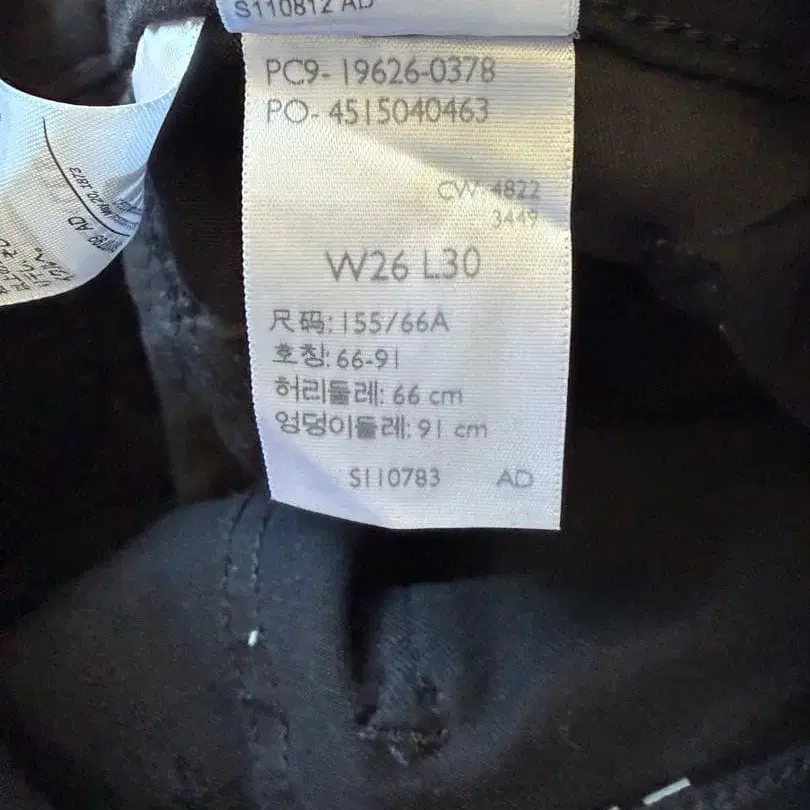 S110812 AD
PC9- 19626-0378
PO- 4515040463
CW: 4822
3449
W26 L30
尺码: 155/66A
호칭: 66-91
허리둘레: 66 cm
엉덩이둘레: 91 cm
S110783 AD